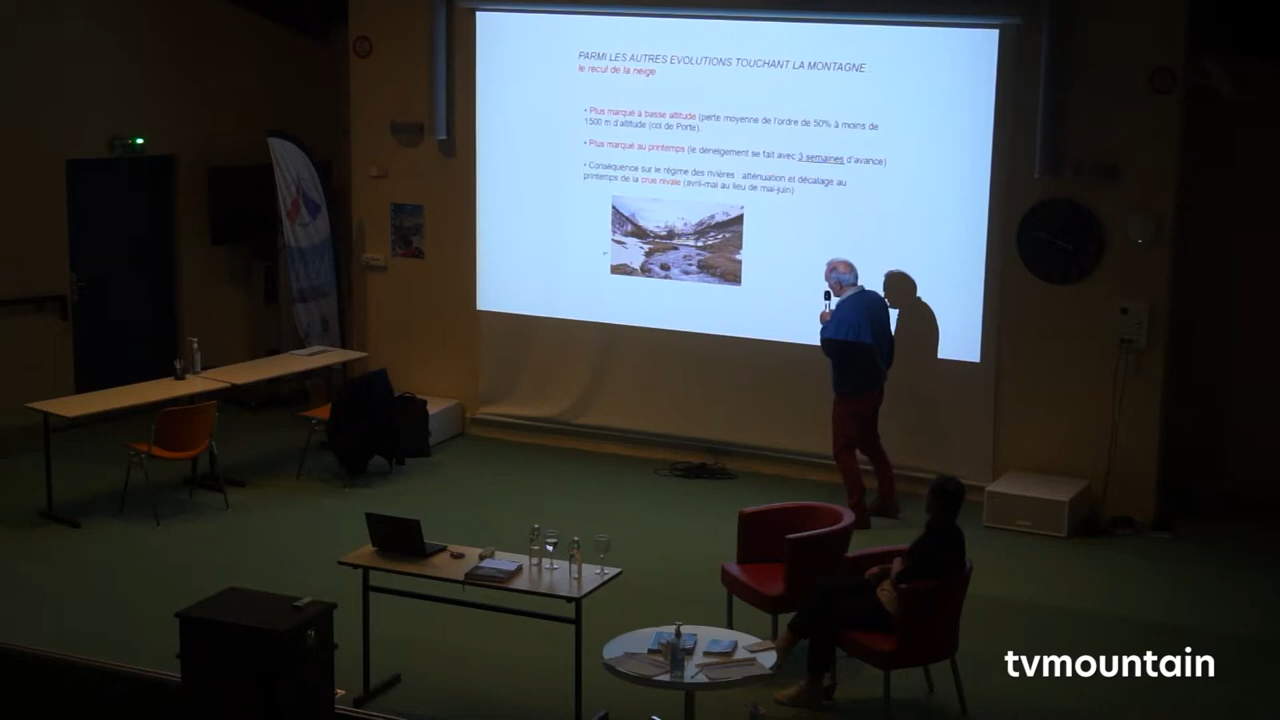 PARMI LES AUTRES EVOLUTIONS TOUCHANT LA MONTAGNE :
le recul de la neige
• Plus marqué à basse altitude (perte moyenne de l'ordre de 50% à moins de
1500 m d'altitude (col de Porte).
• Plus marqué au printemps (le déneigement se fait avec 3 semaines d'avance)
• Conséquence sur le régime des rivières : atténuation et décalage au
printemps de la crue nivale (avril-mai au lieu de mai-juin)
tvmountain